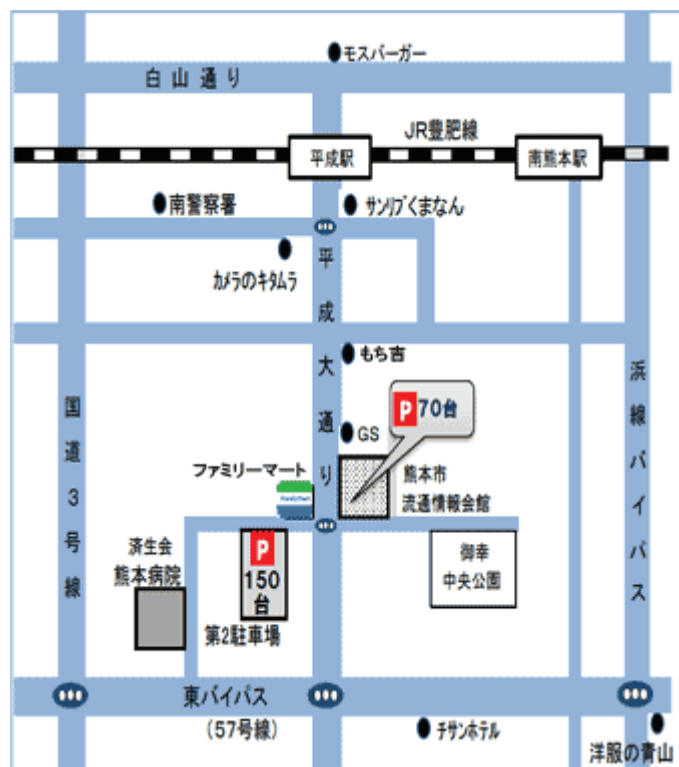 モスバーガー
白山通り
JR豊肥線
平成駅
南熊本駅
南警察署
サンリブくまなん
カメラのキタムラ
平成大通り
もち吉
P70台
GS
ファミリーマート
FamilyMart
熊本市
流通情報会館
国道3号線
浜線バイパス
済生会
熊本病院
P
150
台
第2駐車場
御幸
中央公園
東バイパス
(57号線)
チサンホテル
洋服の青山